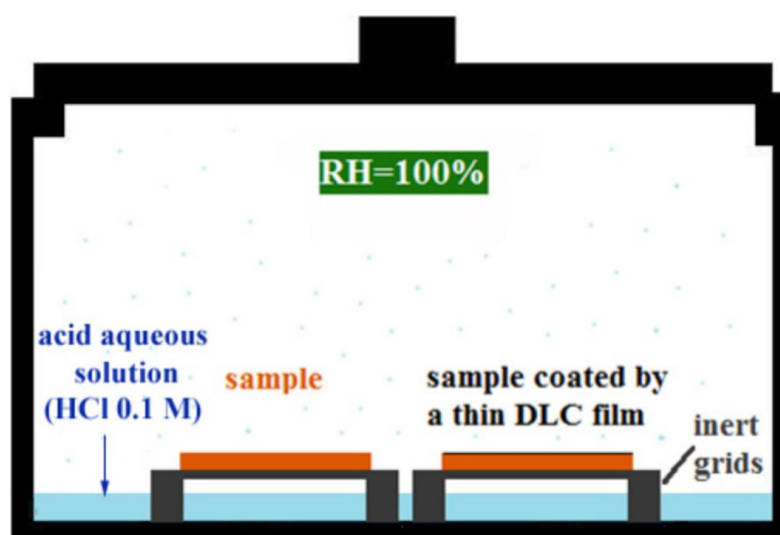 RH=100%
acid aqueous
solution
(HCl 0.1 M)
sample
sample coated by
a thin DLC film
inert
grids